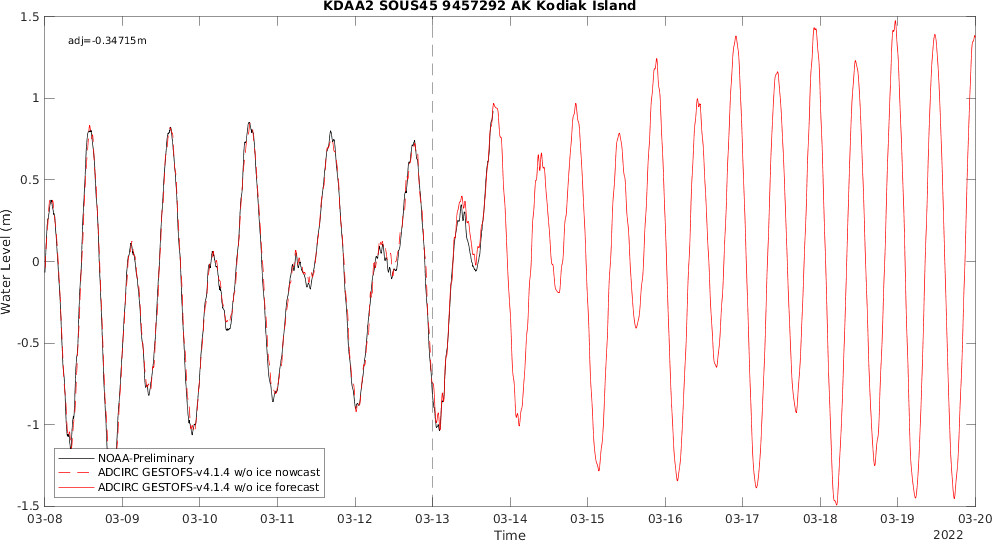 KDAA2 SOUS45 9457292 AK Kodiak Island
adj=-0.34715m
1.5
1
0.5
0
-0.5
-1
-1.5
Water Level (m)
NOAA-Preliminary
ADCIRC GESTOFS-v4.1.4 w/o ice nowcast
ADCIRC GESTOFS-v4.1.4 w/o ice forecast
03-08 03-09 03-10 03-11 03-12 03-13 03-14 03-15 03-16 03-17 03-18 03-19 03-20
Time
2022